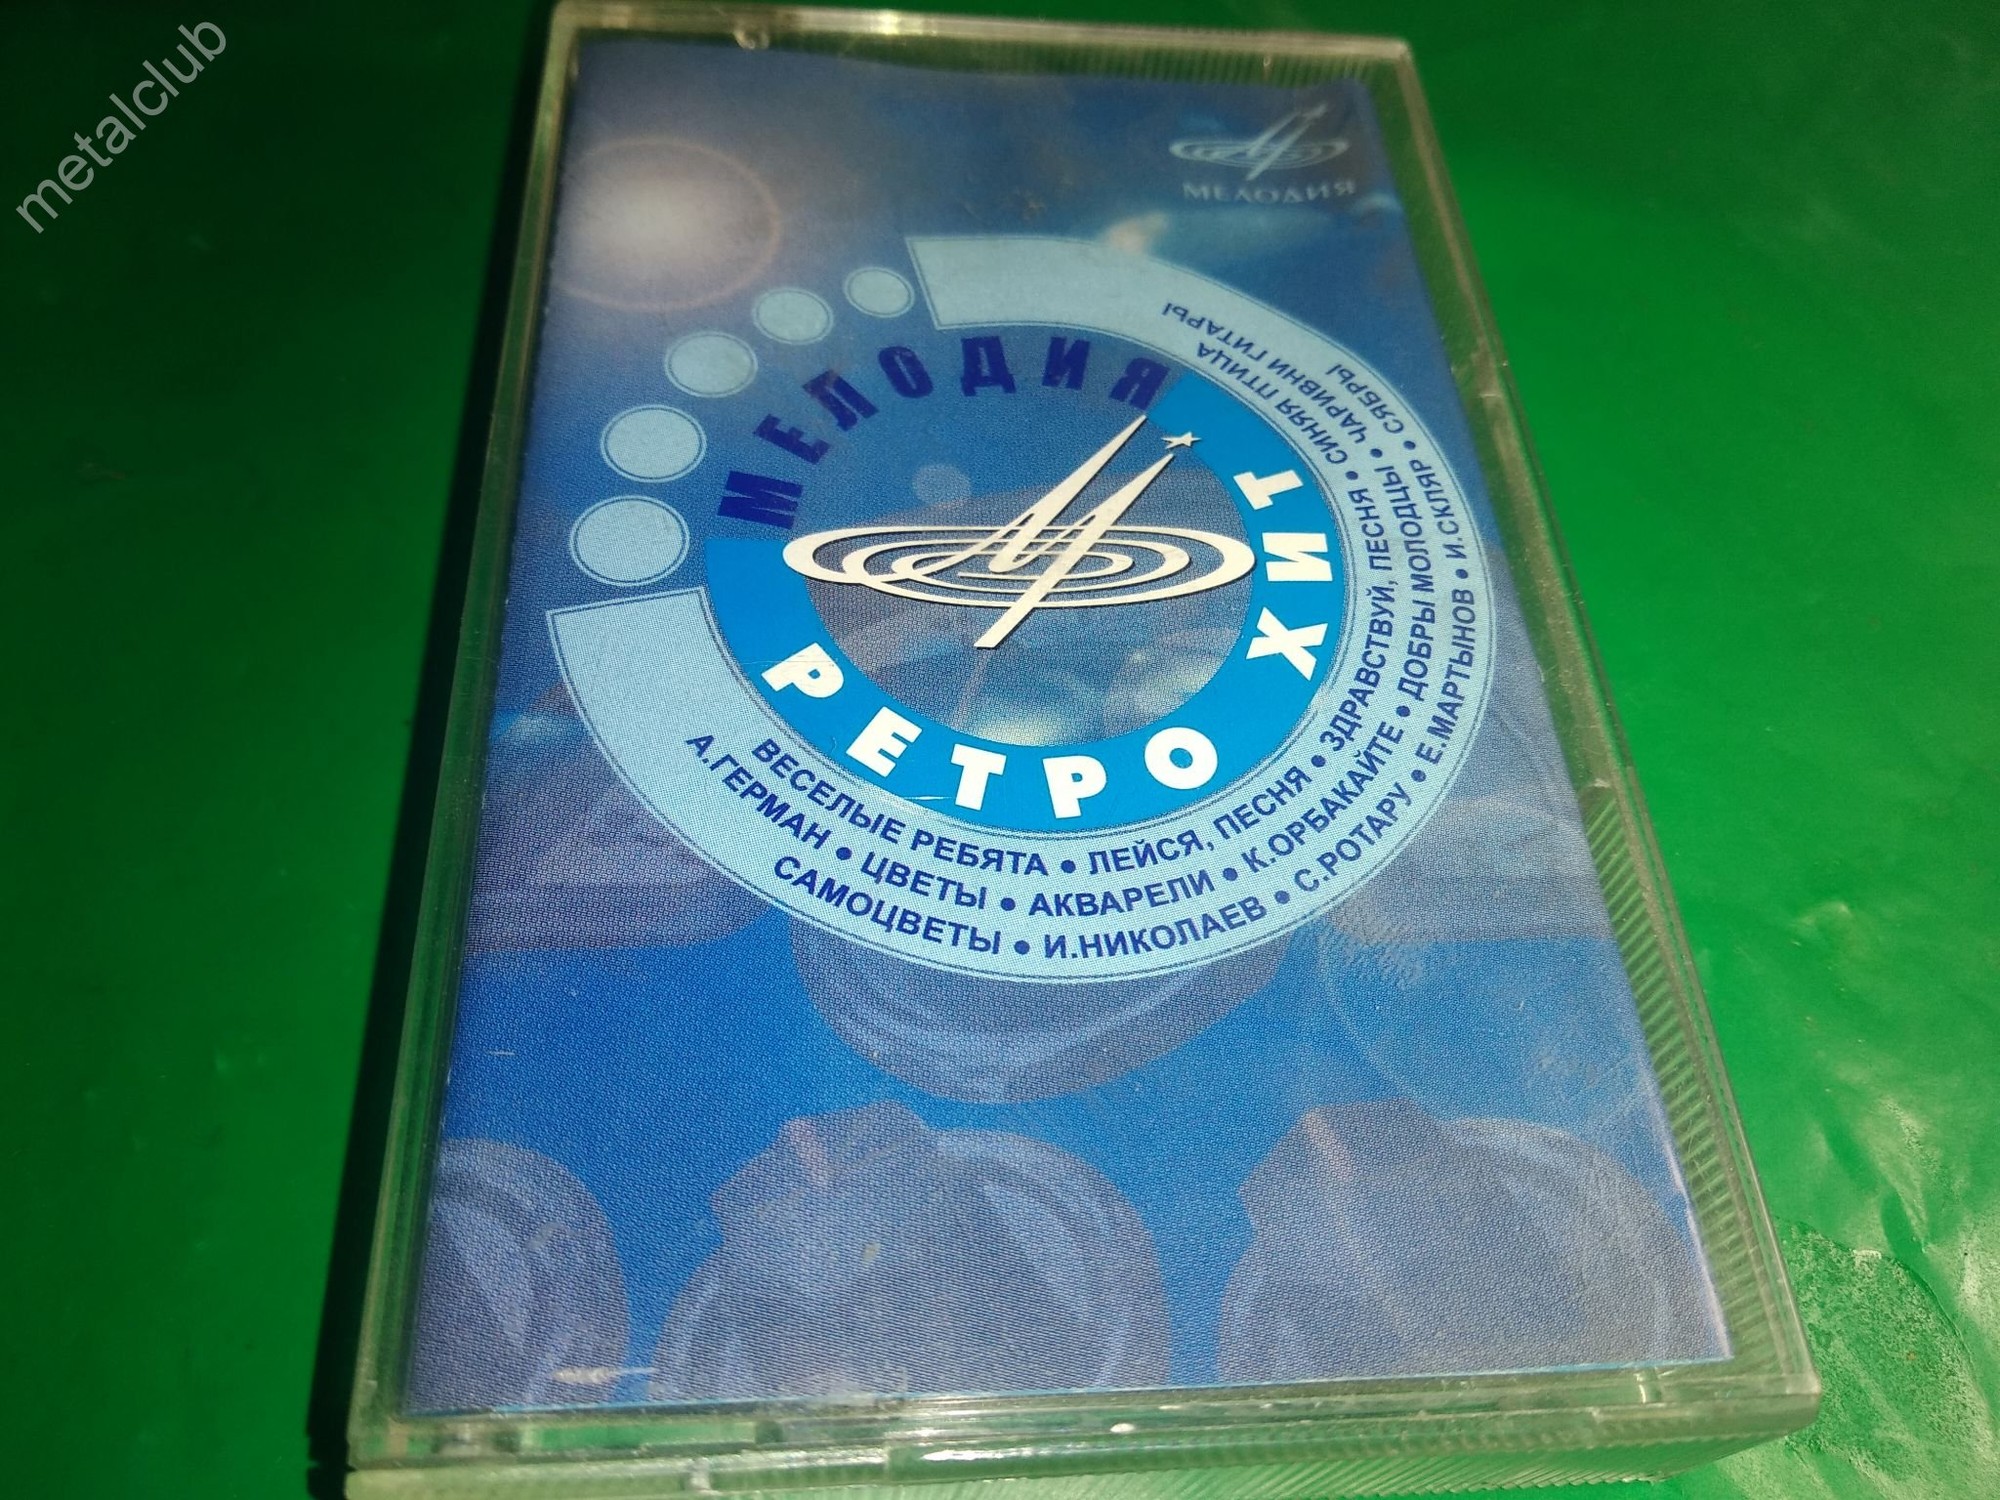 metalclub
МЕЛОДИЯ
МЕЛОДИЯ
РЕТРО ХИТ
ВЕСЕЛЫЕ РЕБЯТА • ЛЕЙСЯ, ПЕСНЯ • ЗДРАВСТВУЙ, ПЕСНЯ • СИНЯЯ ПТИЦА
А.ГЕРМАН • ЦВЕТЫ • АКВАРЕЛИ • К.ОРБАКАЙТЕ • ДОБРЫ МОЛОДЦЫ • ЧАРИВНИ ГИТАРЫ
САМОЦВЕТЫ • И.НИКОЛАЕВ • С.РОТАРУ • Е.МАРТЫНОВ • И.СКЛЯР • СЯБРЫ